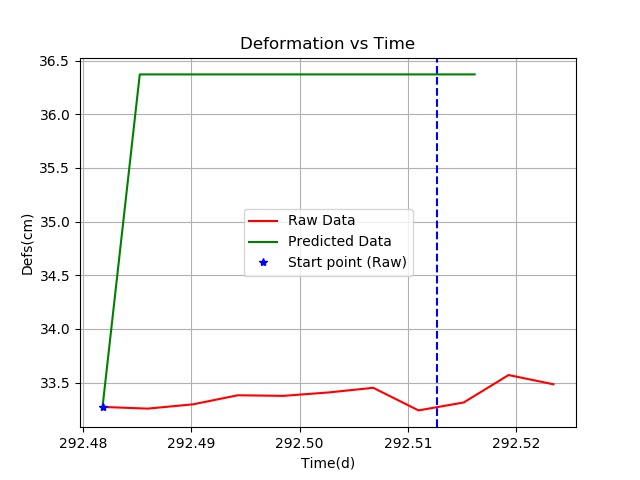 Deformation vs Time
Defs(cm)
36.5
36.0
35.5
35.0
34.5
34.0
33.5
Raw Data
Predicted Data
Start point (Raw)
292.48 292.49 292.50 292.51 292.52
Time(d)